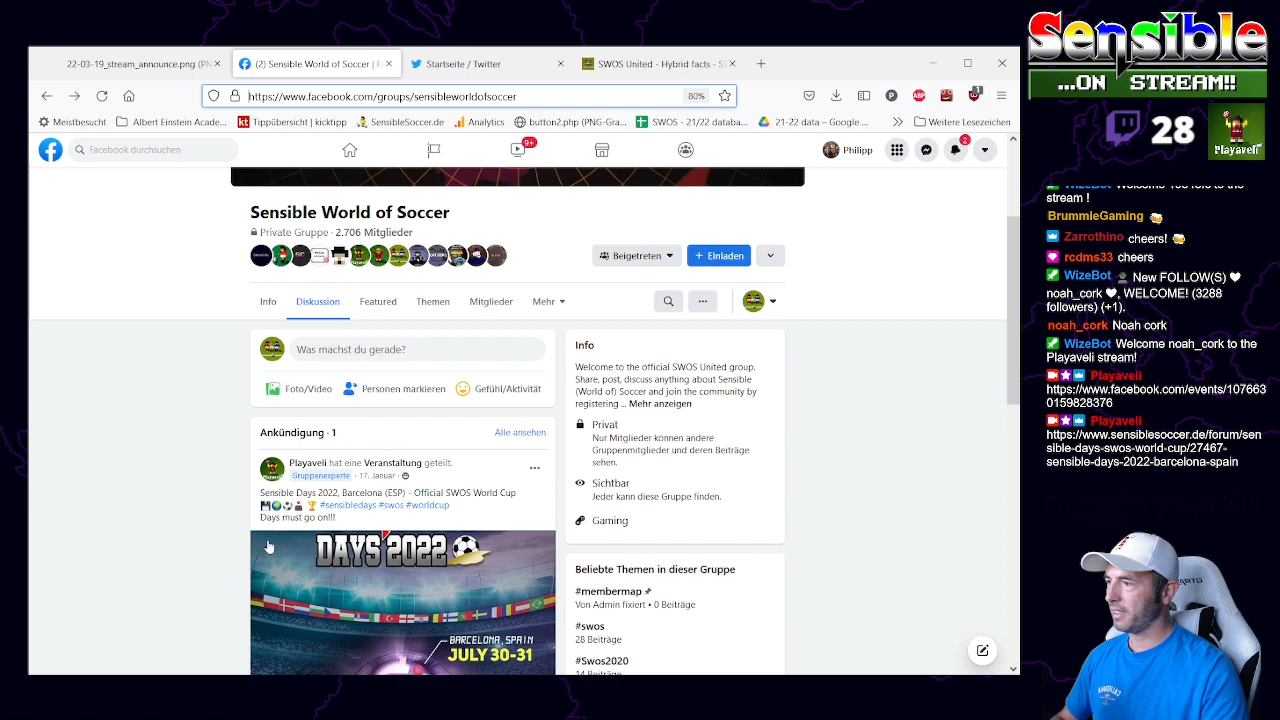 Sensible
...ON STREAM!!
22-03-19_stream_announce.png (PN
(2) Sensible World of Soccer | F
Startseite / Twitter
SWOS United - Hybrid facts - S
https://www.facebook.com/groups/sensibleworldofsoccer
80%
Meistbesucht
Albert Einstein Acade...
Tippübersicht | kicktipp
SensibleSoccer...
Analytics
button2.php (PNG-Gra...
SWOS - 21/22 databa...
21-22 data – Google ...
Weitere Lesezeichen
Facebook durchsuchen
9+
Philipp
2
28
Playaveli
Sensible World of Soccer
Private Gruppe · 2.706 Mitglieder
Beigetreten
+ Einladen
Info
Diskussion
Featured
Themen
Mitglieder
Mehr
Was machst du gerade?
Foto/Video
Personen markieren
Gefühl/Aktivität
Ankündigung · 1
Alle ansehen
Playaveli hat eine Veranstaltung geteilt.
Gruppenexperte · 17. Januar ·
Sensible Days 2022, Barcelona (ESP) - Official SWOS World Cup
#sensibledays #swos #worldcup
Days must go on!!!
DAYS'2022
BARCELONA, SPAIN
JULY 30-31
Info
Welcome to the official SWOS United group.
Share, post, discuss anything about Sensible
(World of) Soccer and join the community by
registering ... Mehr anzeigen
Privat
Nur Mitglieder können andere
Gruppenmitglieder und deren Beiträge
sehen.
Sichtbar
Jeder kann diese Gruppe finden.
Gaming
Beliebte Themen in dieser Gruppe
#membermap
Von Admin fixiert • 0 Beiträge
#swos
28 Beiträge
#Swos2020
14 Beiträge
stream !
BrummieGaming
Zarrothino cheers!
rcdms33 cheers
WizeBot New FOLLOW(S)
noah_cork, WELCOME! (3288
followers) (+1).
noah_cork Noah cork
WizeBot Welcome noah_cork to the
Playaveli stream!
Playaveli
https://www.facebook.com/events/107663
0159828376
Playaveli
https://www.sensiblesoccer.de/forum/sen
sible-days-swos-world-cup/27467-
sensible-days-2022-barcelona-spain